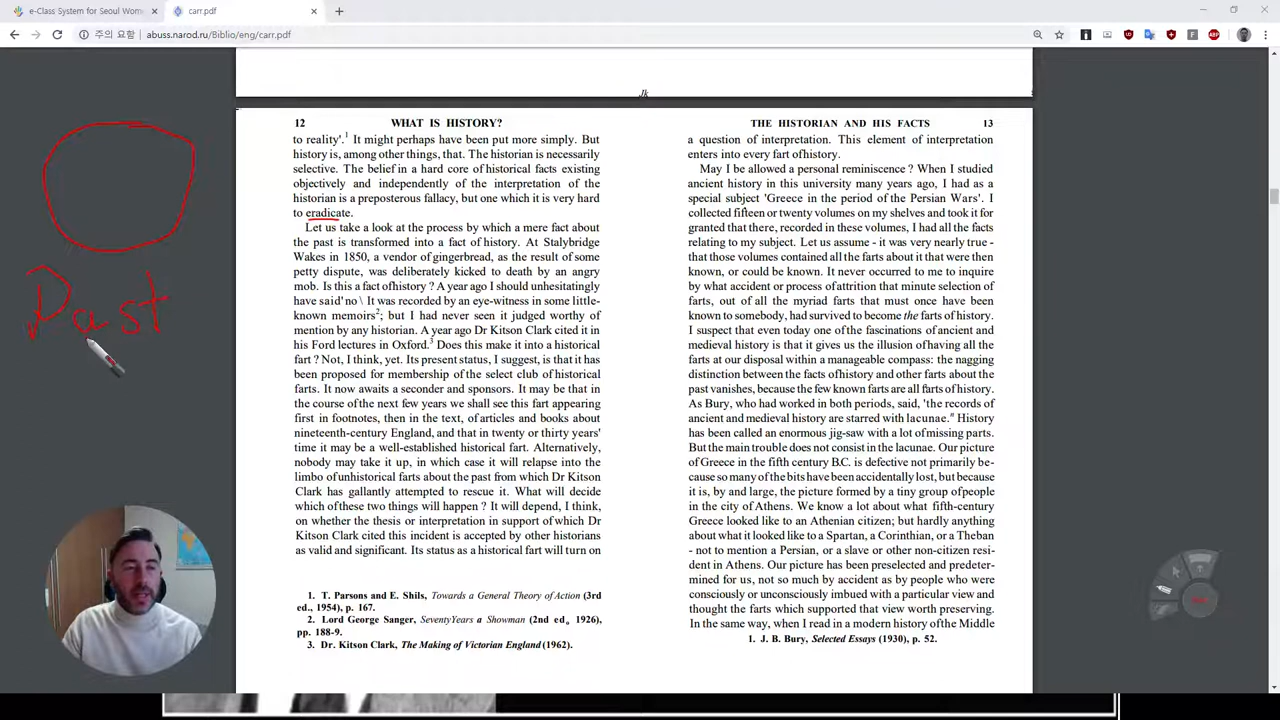 e-Class System for Seoul Wome
carr.pdf
주의 요함
abuss.narod.ru/Biblio/eng/carr.pdf
Jk
12
WHAT IS HISTORY?
to reality'.1 It might perhaps have been put more simply. But
history is, among other things, that. The historian is necessarily
selective. The belief in a hard core of historical facts existing
objectively and independently of the interpretation of the
historian is a preposterous fallacy, but one which it is very hard
to eradicate.
Let us take a look at the process by which a mere fact about
the past is transformed into a fact of history. At Stalybridge
Wakes in 1850, a vendor of gingerbread, as the result of some
petty dispute, was deliberately kicked to death by an angry
mob. Is this a fact ofhistory ? A year ago I should unhesitatingly
have said' no \ It was recorded by an eye-witness in some little-
known memoirs2; but I had never seen it judged worthy of
mention by any historian. A year ago Dr Kitson Clark cited it in
his Ford lectures in Oxford.3 Does this make it into a historical
fart ? Not, I think, yet. Its present status, I suggest, is that it has
been proposed for membership of the select club of historical
farts. It now awaits a seconder and sponsors. It may be that in
the course of the next few years we shall see this fart appearing
first in footnotes, then in the text, of articles and books about
nineteenth-century England, and that in twenty or thirty years'
time it may be a well-established historical fart. Alternatively,
nobody may take it up, in which case it will relapse into the
limbo of unhistorical farts about the past from which Dr Kitson
Clark has gallantly attempted to rescue it. What will decide
which of these two things will happen ? It will depend, I think,
on whether the thesis or interpretation in support of which Dr
Kitson Clark cited this incident is accepted by other historians
as valid and significant. Its status as a historical fart will turn on
1. T. Parsons and E. Shils, Towards a General Theory of Action (3rd
ed., 1954), p. 167.
2. Lord George Sanger, SeventyYears a Showman (2nd ed„ 1926),
pp. 188-9.
3. Dr. Kitson Clark, The Making of Victorian England (1962).
THE HISTORIAN AND HIS FACTS
13
a question of interpretation. This element of interpretation
enters into every fart ofhistory.
May I be allowed a personal reminiscence ? When I studied
ancient history in this university many years ago, I had as a
special subject 'Greece in the period of the Persian Wars'. I
collected fifteen or twenty volumes on my shelves and took it for
granted that there, recorded in these volumes, I had all the facts
relating to my subject. Let us assume - it was very nearly true -
that those volumes contained all the farts about it that were then
known, or could be known. It never occurred to me to inquire
by what accident or process of attrition that minute selection of
farts, out of all the myriad farts that must once have been
known to somebody, had survived to become the farts of history.
I suspect that even today one of the fascinations of ancient and
medieval history is that it gives us the illusion of having all the
farts at our disposal within a manageable compass: the nagging
distinction between the facts of history and other farts about the
past vanishes, because the few known farts are all farts of history.
As Bury, who had worked in both periods, said, 'the records of
ancient and medieval history are starred with lacunae." History
has been called an enormous jig-saw with a lot of missing parts.
But the main trouble does not consist in the lacunae. Our picture
of Greece in the fifth century B.C. is defective not primarily be-
cause so many of the bits have been accidentally lost, but because
it is, by and large, the picture formed by a tiny group of people
in the city of Athens. We know a lot about what fifth-century
Greece looked like to an Athenian citizen; but hardly anything
about what it looked like to a Spartan, a Corinthian, or a Theban
- not to mention a Persian, or a slave or other non-citizen resi-
dent in Athens. Our picture has been preselected and predeter-
mined for us, not so much by accident as by people who were
consciously or unconsciously imbued with a particular view and
thought the farts which supported that view worth preserving.
In the same way, when I read in a modern history ofthe Middle
1. J. B. Bury, Selected Essays (1930), p. 52.
Past